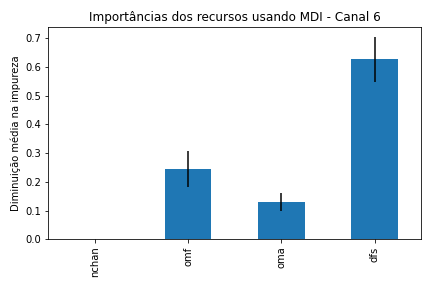 Importâncias dos recursos usando MDI - Canal 6
Diminuição média na impureza
0.7
0.6
0.5
0.4
0.3
0.2
0.1
0.0
nchan
omf
oma
dfs